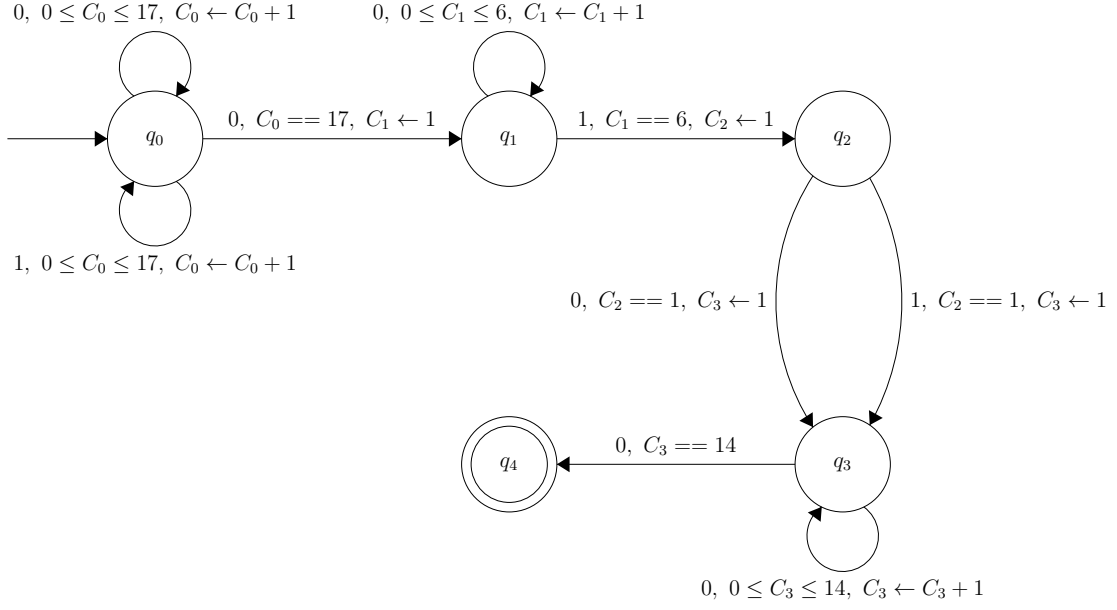 0, 0 ≤ C₀ ≤ 17, C₀ ← C₀ + 1
0, 0 ≤ C₁ ≤ 6, C₁ ← C₁ + 1
q₀
0, C₀ == 17, C₁ ← 1
q₁
1, C₁ == 6, C₂ ← 1
q₂
1, 0 ≤ C₀ ≤ 17, C₀ ← C₀ + 1
0, C₂ == 1, C₃ ← 1
1, C₂ == 1, C₃ ← 1
q₄
0, C₃ == 14
q₃
0, 0 ≤ C₃ ≤ 14, C₃ ← C₃ + 1